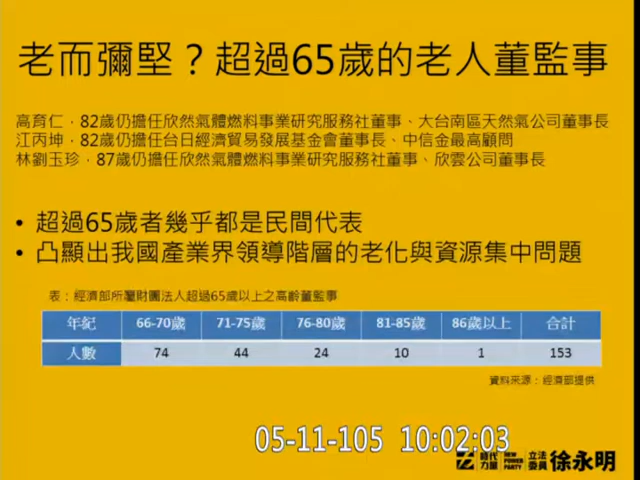 老而彌堅？超過65歲的老人董監事
高育仁，82歲仍擔任欣然氣體燃料事業研究服務社董事、大台南區天然氣公司董事長
江丙坤，82歲仍擔任台日經濟貿易發展基金會董事長、中信金最高顧問
林劉玉珍，87歲仍擔任欣然氣體燃料事業研究服務社董事、欣雲公司董事長
• 超過65歲者幾乎都是民間代表
• 凸顯出我國產業界領導階層的老化與資源集中問題
表：經濟部所屬財團法人超過65歲以上之高齡董監事
年紀 66-70歲 71-75歲 76-80歲 81-85歲 86歲以上 合計
人數 74 44 24 10 1 153
資料來源：經濟部提供
05-11-105 10:02:03
時代力量 NEW POWER PARTY 立法委員 徐永明